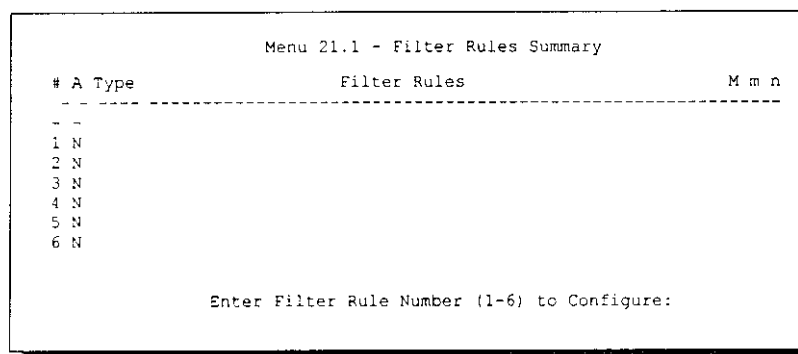 Menu 21.1 - Filter Rules Summary
# A Type Filter Rules M m n
- - ---- --------------------------------------------------------------- - - -
- -
1 N
2 N
3 N
4 N
5 N
6 N
Enter Filter Rule Number (1-6) to Configure: